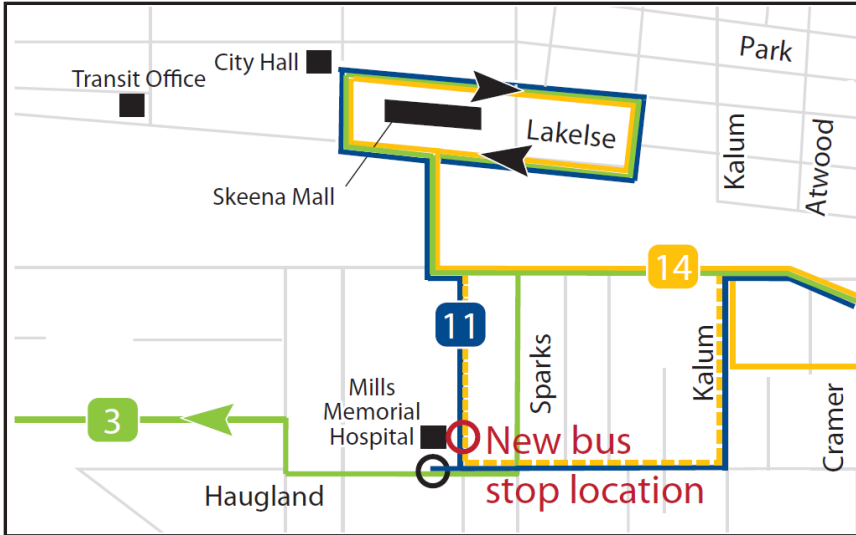 Park
City Hall
Transit Office
Lakelse
Kalum
Atwood
Skeena Mall
14
11
Sparks
Kalum
Cramer
Mills
Memorial
Hospital
3
New bus
stop location
Haugland